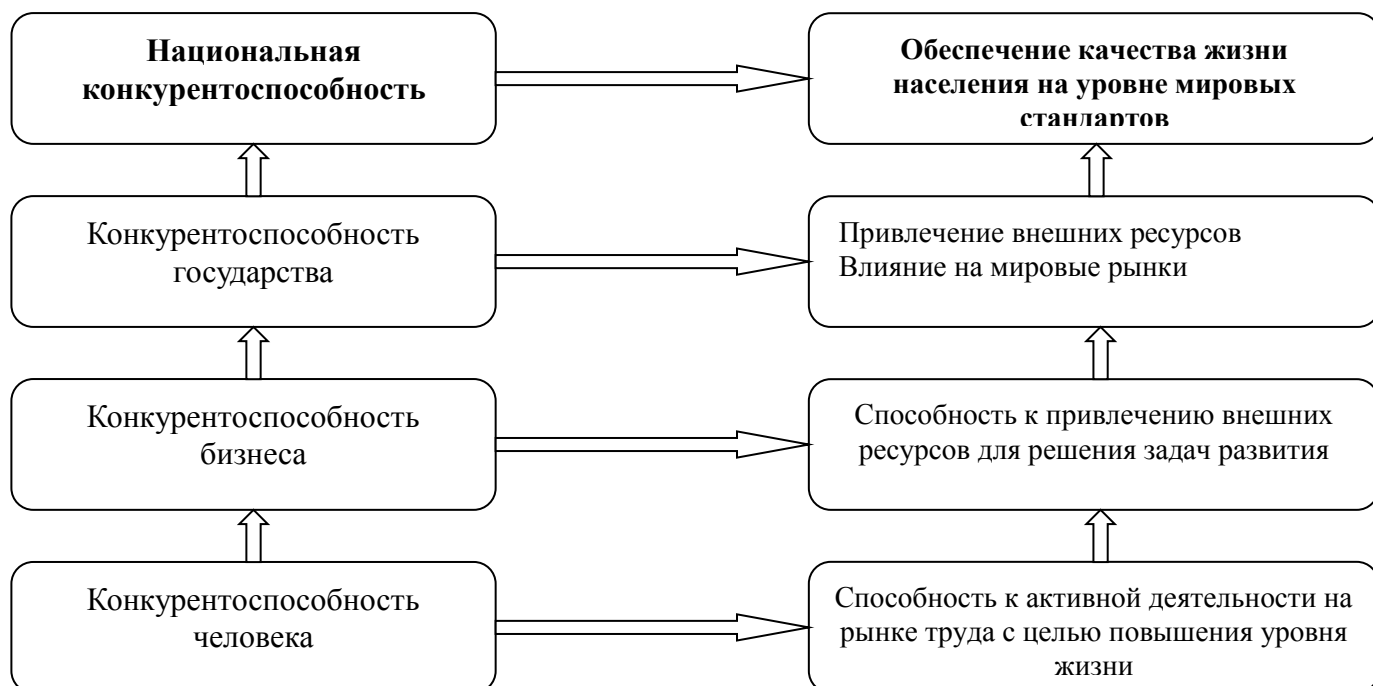 Национальная
конкурентоспособность
Обеспечение качества жизни
населения на уровне мировых
стандартов
Конкурентоспособность
государства
Привлечение внешних ресурсов
Влияние на мировые рынки
Конкурентоспособность
бизнеса
Способность к привлечению внешних
ресурсов для решения задач развития
Конкурентоспособность
человека
Способность к активной деятельности на
рынке труда с целью повышения уровня
жизни